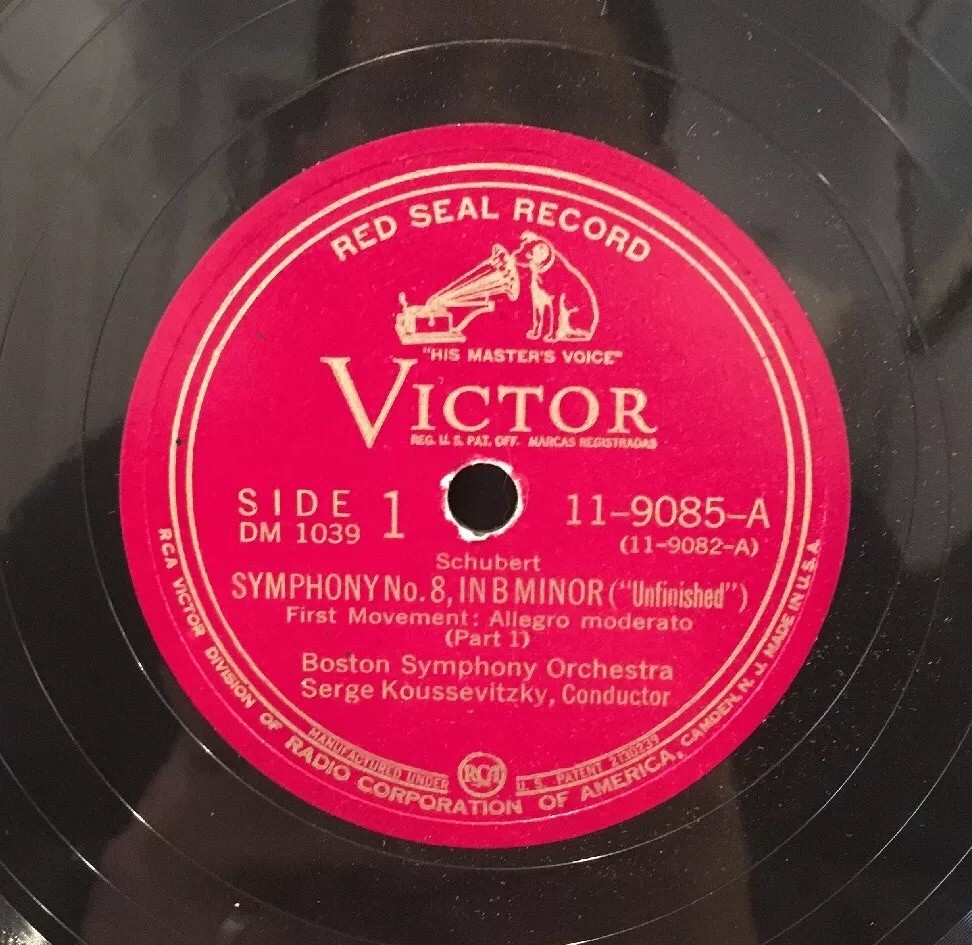 RED SEAL RECORD
"HIS MASTER'S VOICE"
VICTOR
REG. U. S. PAT. OFF. MARCAS REGISTRADAS
SIDE 1
11-9085-A
DM 1039
(11-9082-A)
Schubert
SYMPHONY No. 8, IN B MINOR ("Unfinished")
First Movement: Allegro moderato
(Part 1)
Boston Symphony Orchestra
Serge Koussevitzky, Conductor
MANUFACTURED UNDER RCA U. S. PATENT 2130239
RCA VICTOR DIVISION OF RADIO CORPORATION OF AMERICA, CAMDEN, N. J. MADE IN U.S.A.